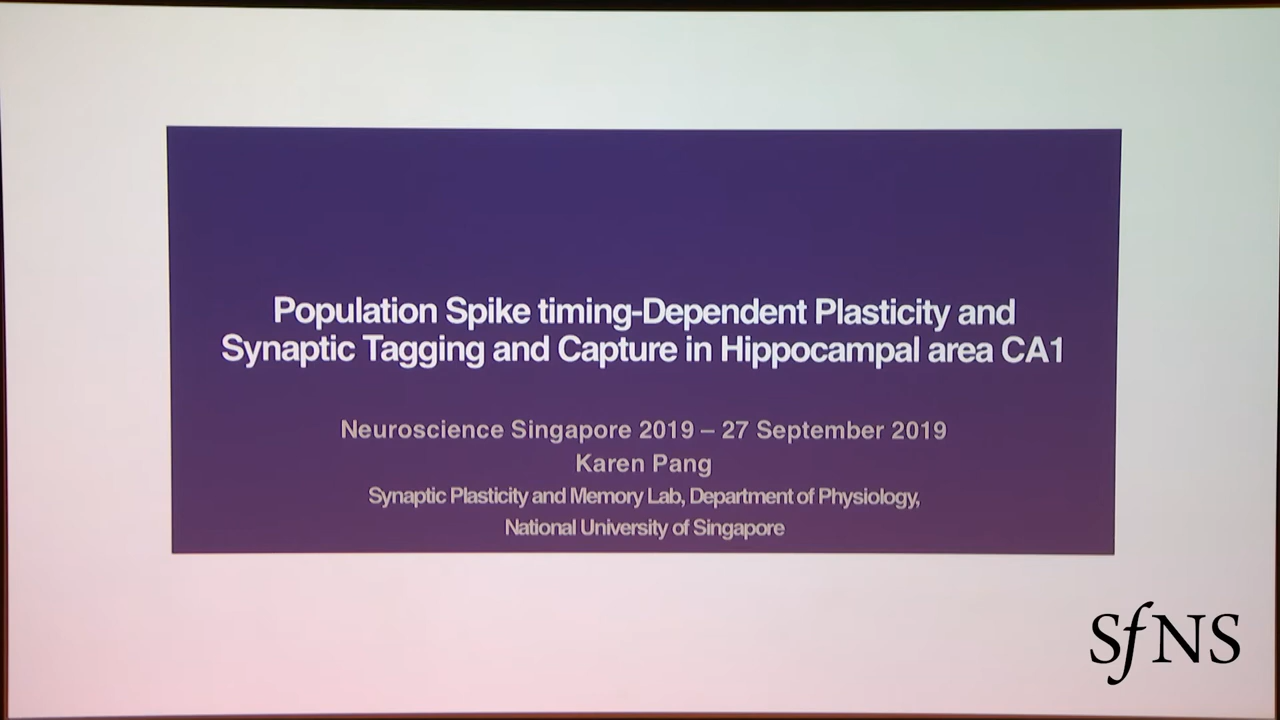 Population Spike timing-Dependent Plasticity and
Synaptic Tagging and Capture in Hippocampal area CA1
Neuroscience Singapore 2019 – 27 September 2019
Karen Pang
Synaptic Plasticity and Memory Lab, Department of Physiology,
National University of Singapore
SfNS